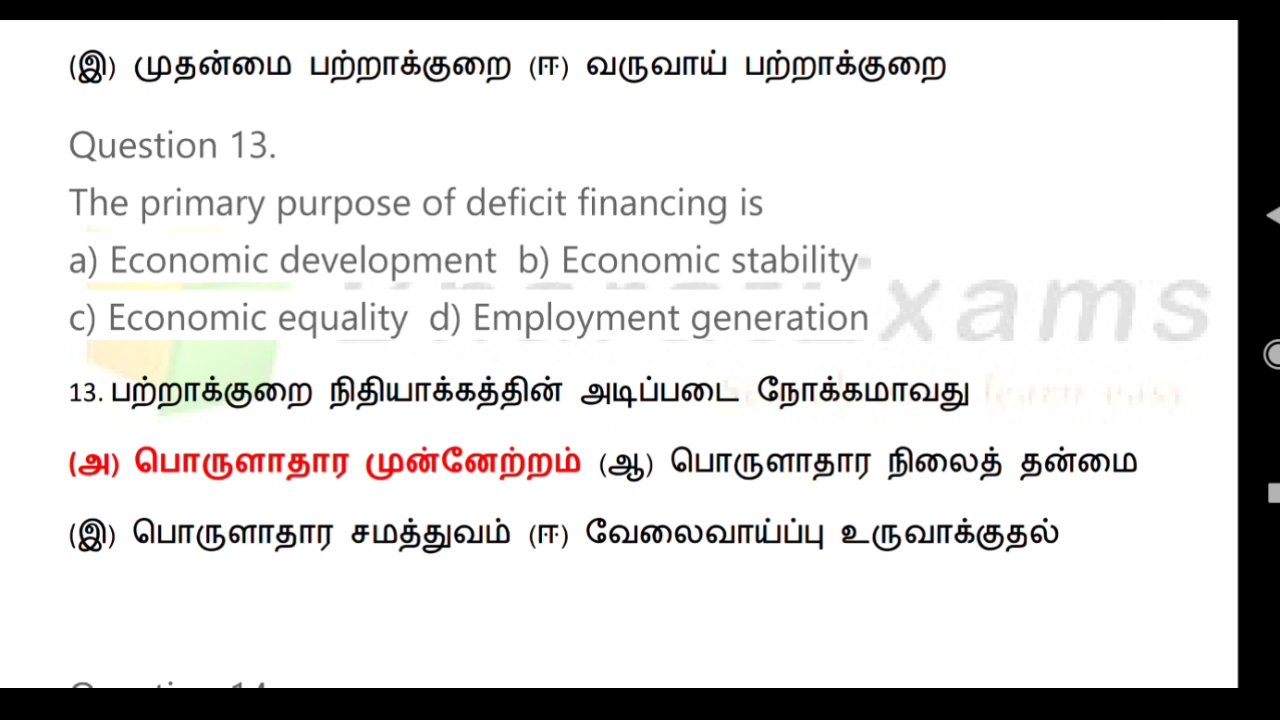 (இ) முதன்மை பற்றாக்குறை (ஈ) வருவாய் பற்றாக்குறை
Question 13.
The primary purpose of deficit financing is
a) Economic development b) Economic stability
c) Economic equality d) Employment generation
xams
13. பற்றாக்குறை நிதியாக்கத்தின் அடிப்படை நோக்கமாவது
(அ) பொருளாதார முன்னேற்றம் (ஆ) பொருளாதார நிலைத் தன்மை
(இ) பொருளாதார சமத்துவம் (ஈ) வேலைவாய்ப்பு உருவாக்குதல்